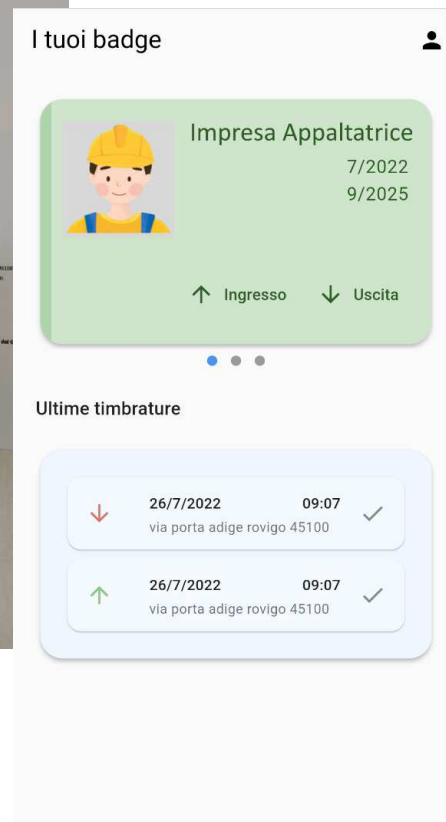 I tuoi badge
Impresa Appaltatrice
7/2022
9/2025
Ingresso Uscita
Ultime timbrature
26/7/2022 09:07
via porta adige rovigo 45100
26/7/2022 09:07
via porta adige rovigo 45100